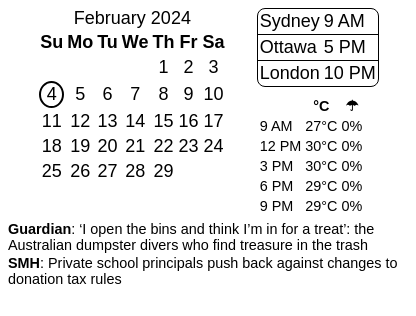 February 2024
Su Mo Tu We Th Fr Sa
1 2 3
4 5 6 7 8 9 10
11 12 13 14 15 16 17
18 19 20 21 22 23 24
25 26 27 28 29
Sydney 9 AM
Ottawa 5 PM
London 10 PM
°C ☂
9 AM 27°C 0%
12 PM 30°C 0%
3 PM 30°C 0%
6 PM 29°C 0%
9 PM 29°C 0%
Guardian: ‘I open the bins and think I’m in for a treat’: the
Australian dumpster divers who find treasure in the trash
SMH: Private school principals push back against changes to
donation tax rules